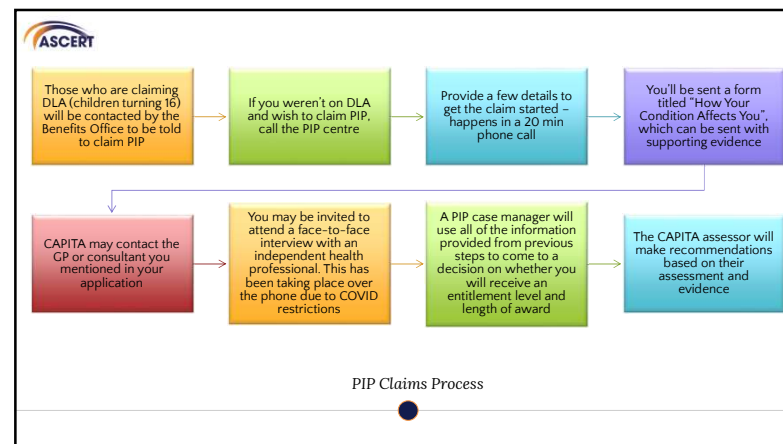 ASCERT
Those who are claiming
DLA (children turning 16)
will be contacted by the
Benefits Office to be told
to claim PIP
If you weren't on DLA
and wish to claim PIP,
call the PIP centre
Provide a few details to
get the claim started –
happens in a 20 min
phone call
You'll be sent a form
titled "How Your
Condition Affects You",
which can be sent with
supporting evidence
CAPITA may contact the
GP or consultant you
mentioned in your
application
You may be invited to
attend a face-to-face
interview with an
independent health
professional. This has
been taking place over
the phone due to COVID
restrictions
A PIP case manager will
use all of the information
provided from previous
steps to come to a
decision on whether you
will receive an
entitlement level and
length of award
The CAPITA assessor will
make recommendations
based on their
assessment and
evidence
PIP Claims Process